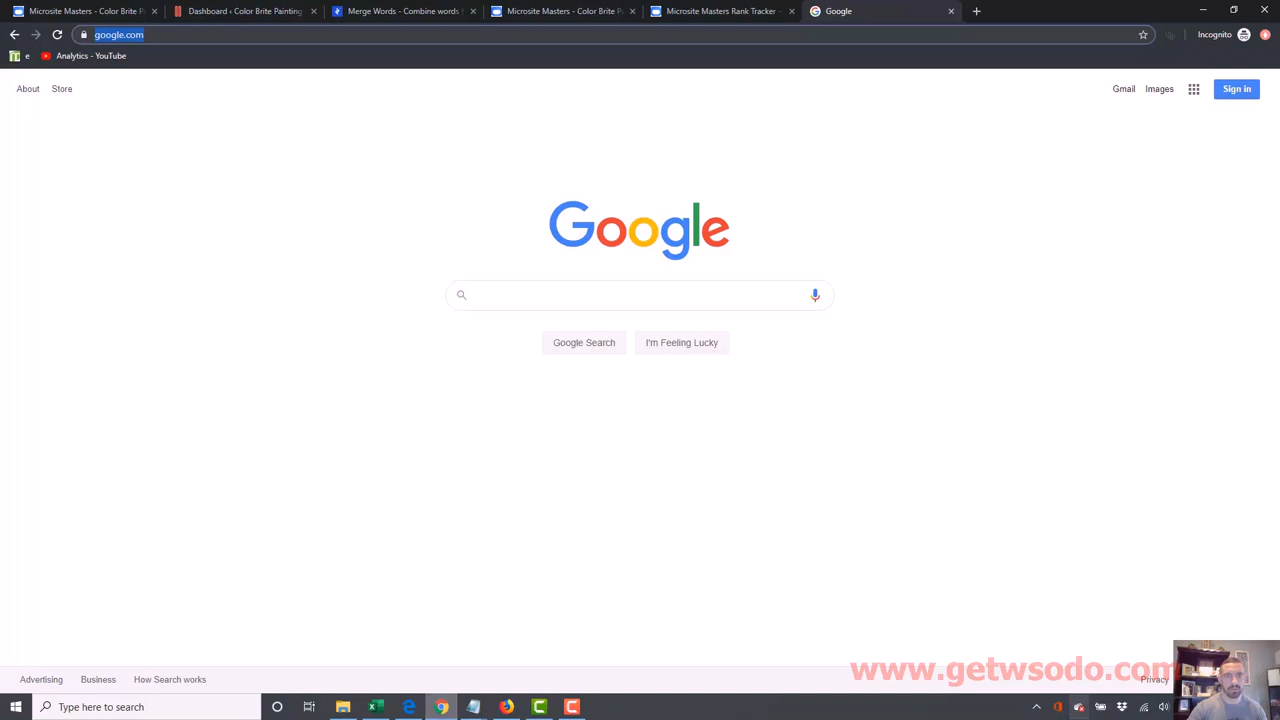 Microsite Masters - Color Brite P
Dashboard ‹ Color Brite Painting
Merge Words - Combine words
Microsite Masters - Color Brite P
Microsite Masters Rank Tracker -
Google
google.com
Incognito
e
Analytics - YouTube
About
Store
Gmail
Images
Sign in
Google
Google Search
I'm Feeling Lucky
Advertising
Business
How Search works
www.getwsodo.com
Privacy
Type here to search